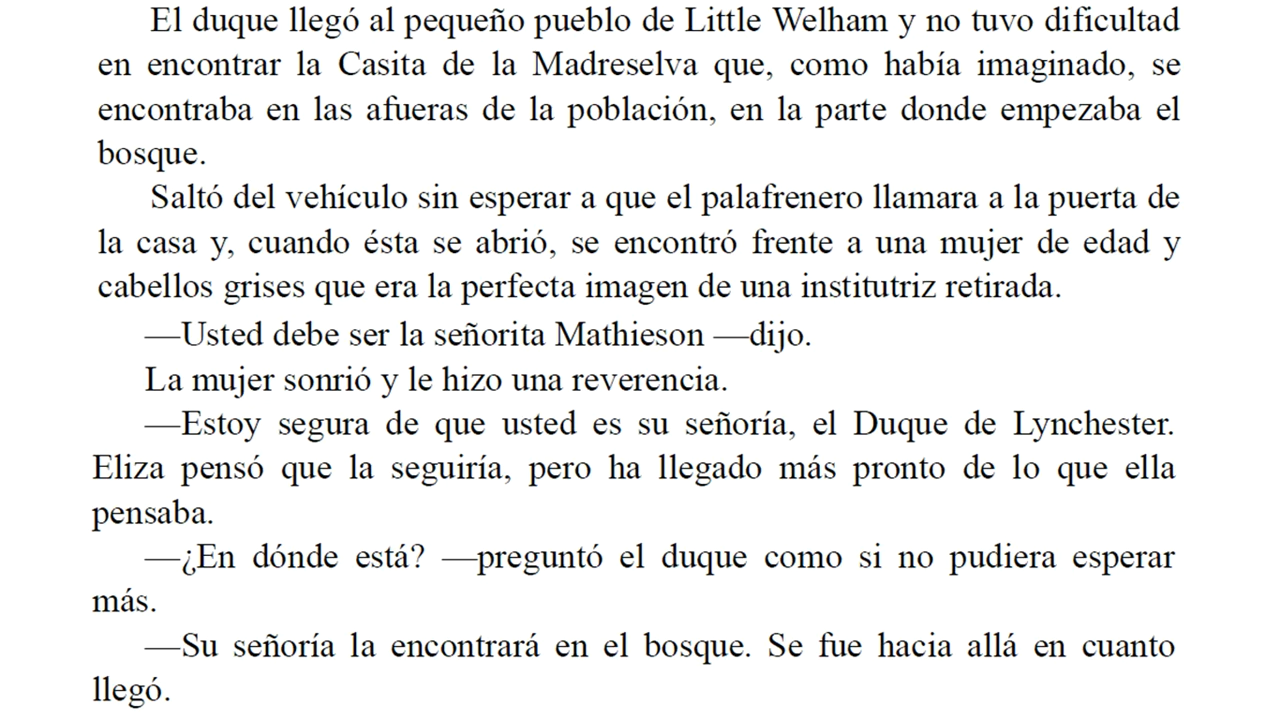 El duque llegó al pequeño pueblo de Little Welham y no tuvo dificultad
en encontrar la Casita de la Madreselva que, como había imaginado, se
encontraba en las afueras de la población, en la parte donde empezaba el
bosque.
Saltó del vehículo sin esperar a que el palafrenero llamara a la puerta de
la casa y, cuando ésta se abrió, se encontró frente a una mujer de edad y
cabellos grises que era la perfecta imagen de una institutriz retirada.
—Usted debe ser la señorita Mathieson —dijo.
La mujer sonrió y le hizo una reverencia.
—Estoy segura de que usted es su señoría, el Duque de Lynchester.
Eliza pensó que la seguiría, pero ha llegado más pronto de lo que ella
pensaba.
—¿En dónde está? —preguntó el duque como si no pudiera esperar
más.
—Su señoría la encontrará en el bosque. Se fue hacia allá en cuanto
llegó.